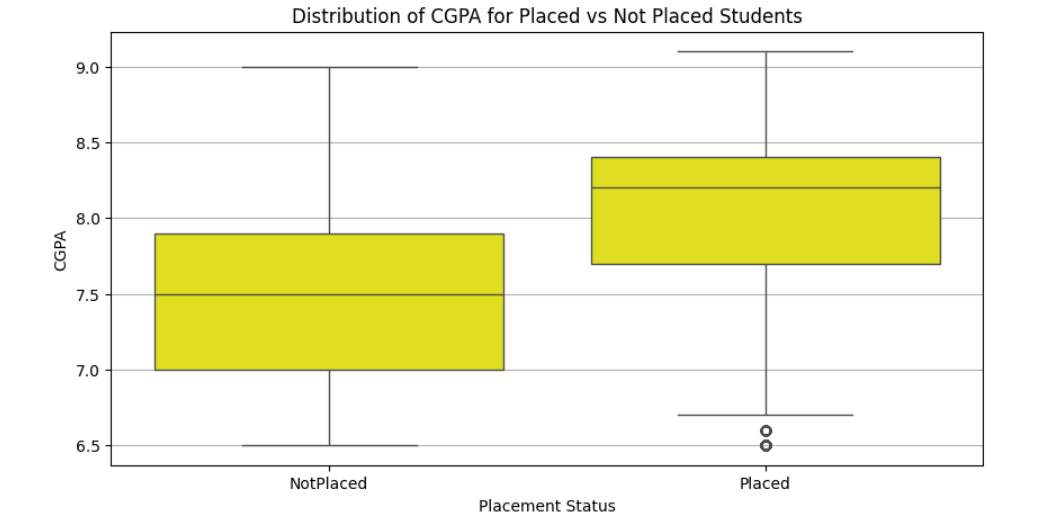 Distribution of CGPA for Placed vs Not Placed Students
9.0
8.5
8.0
7.5
7.0
6.5
CGPA
NotPlaced
Placed
Placement Status